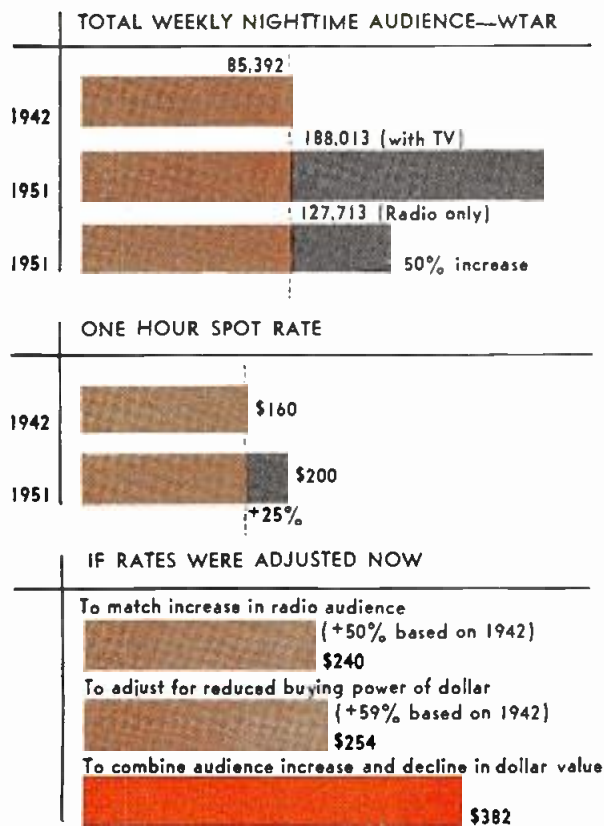 TOTAL WEEKLY NIGHTTIME AUDIENCE—WTAR
85,392
1942
188,013 (with TV)
1951
127,713 (Radio only)
1951
50% increase
ONE HOUR SPOT RATE
1942
$160
1951
$200
+25%
IF RATES WERE ADJUSTED NOW
To match increase in radio audience
(+50% based on 1942)
$240
To adjust for reduced buying power of dollar
(+59% based on 1942)
$254
To combine audience increase and decline in dollar value
$382